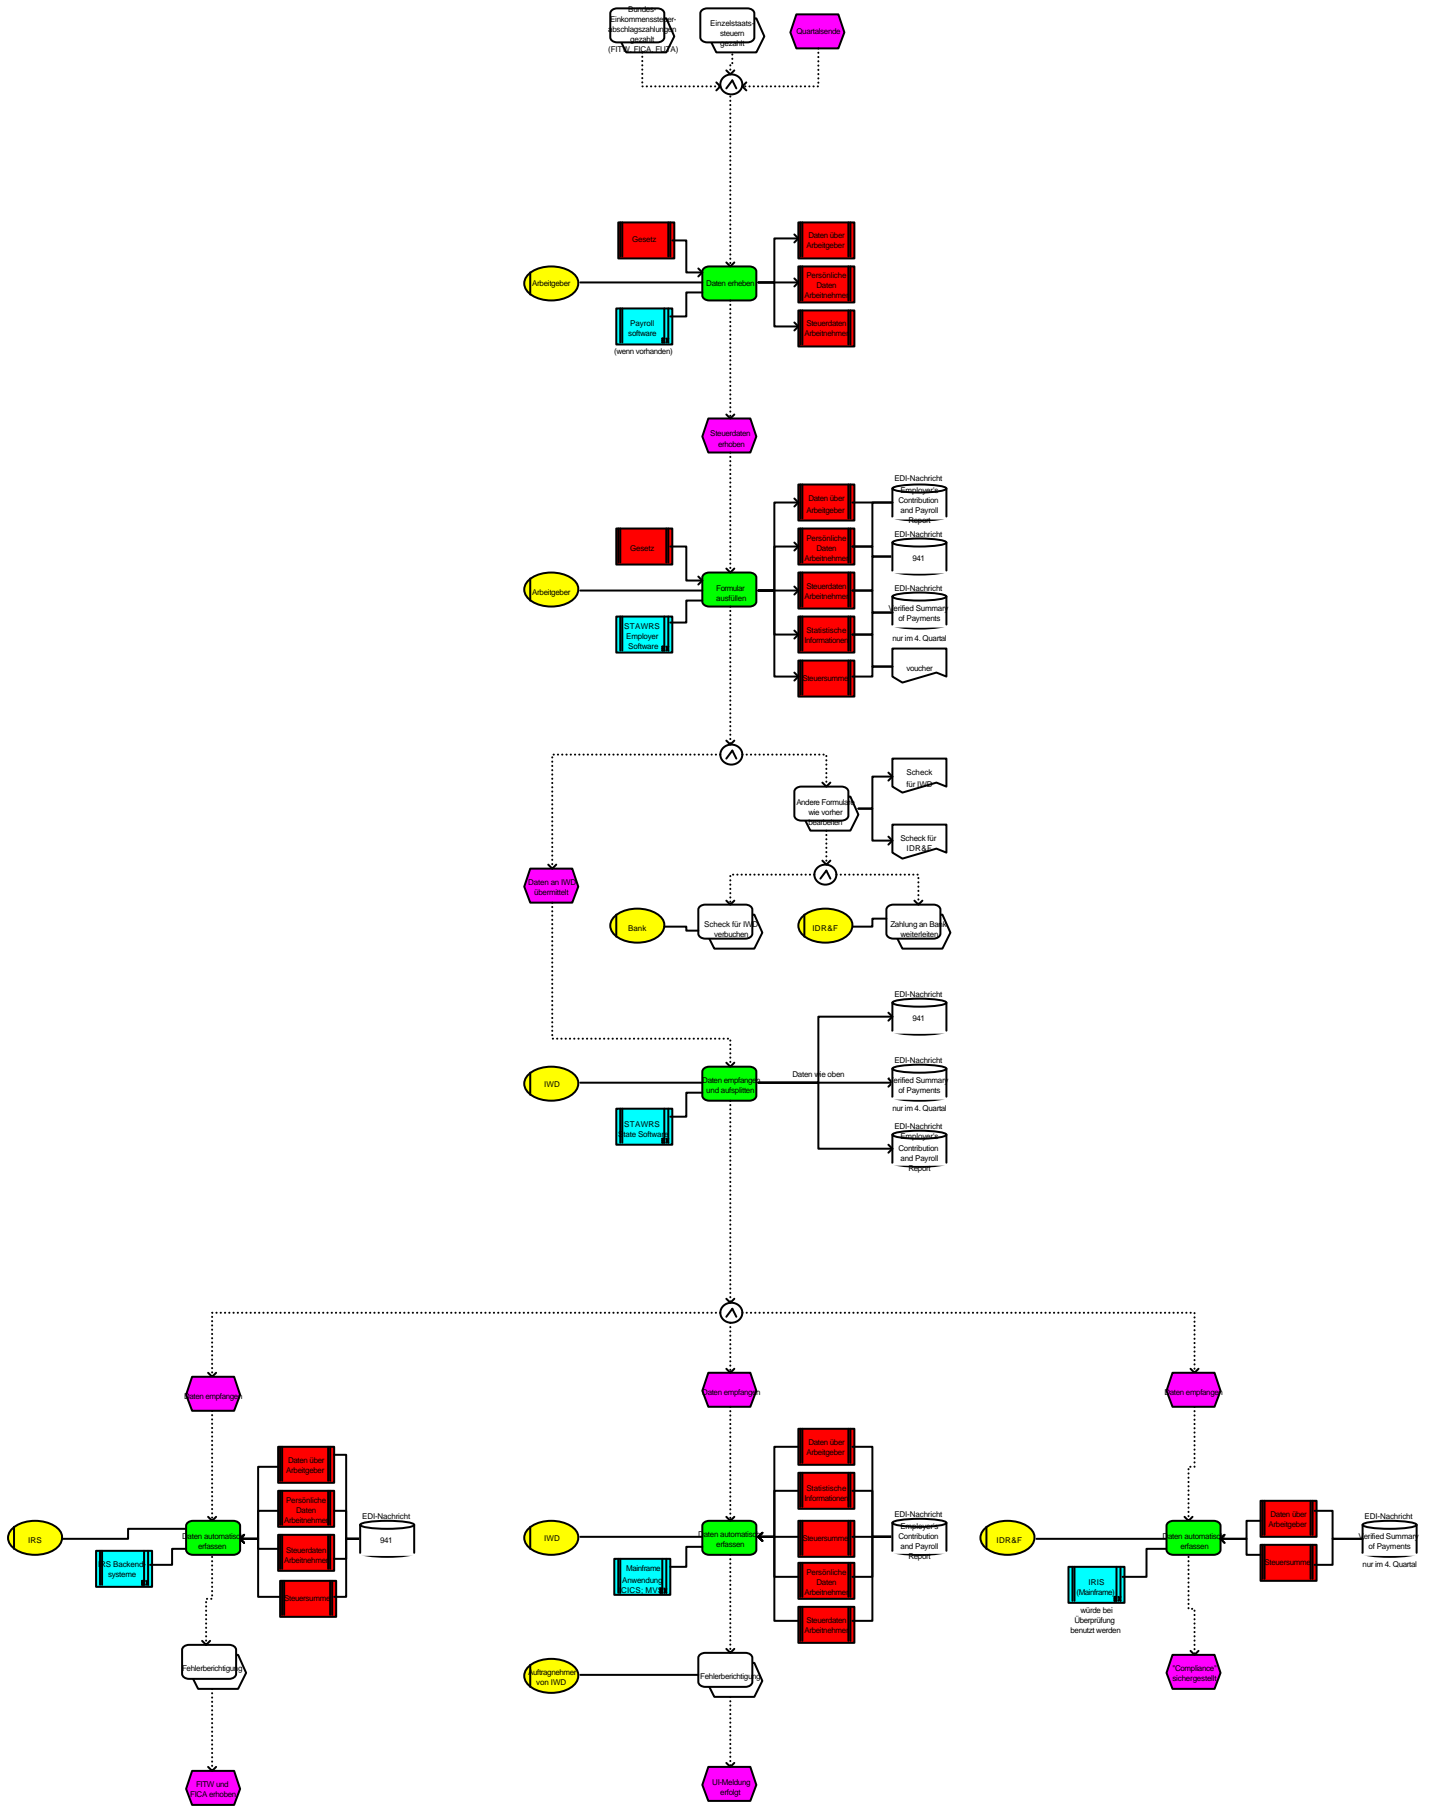 Bundes-
Einkommenssteuer-
abschlagszahlungen
gezahlt
(FITW, FICA, FUTA)
Einzelstaats-
steuern
gezahlt
Quartalsende
Gesetz
Arbeitgeber
Payroll
software
(wenn vorhanden)
Daten erheben
Daten über
Arbeitgeber
Persönliche
Daten
Arbeitnehmer
Steuerdaten
Arbeitnehmer
Steuerdaten
erhoben
Gesetz
Arbeitgeber
STAWRS
Employer
Software
Formular
ausfüllen
Daten über
Arbeitgeber
Persönliche
Daten
Arbeitnehmer
Steuerdaten
Arbeitnehmer
Statistische
Informationen
Steuersumme
EDI-Nachricht
Employer's
Contribution
and Payroll
Report
EDI-Nachricht
941
EDI-Nachricht
Verified Summary
of Payments
nur im 4. Quartal
voucher
Andere Formulare
wie vorher
bearbeiten
Scheck
für IWD
Scheck für
IDR&F
Daten an IWD
übermittelt
Bank
Scheck für IWD
verbuchen
IDR&F
Zahlung an Bank
weiterleiten
IWD
STAWRS
State Software
Daten empfangen
und aufsplitten
Daten wie oben
EDI-Nachricht
941
EDI-Nachricht
Verified Summary
of Payments
nur im 4. Quartal
EDI-Nachricht
Employer's
Contribution
and Payroll
Report
Daten empfangen
Daten empfangen
Daten empfangen
IRS
IRS Backend-
systeme
Daten automatisch
erfassen
Daten über
Arbeitgeber
Persönliche
Daten
Arbeitnehmer
Steuerdaten
Arbeitnehmer
Steuersumme
EDI-Nachricht
941
Fehlerberichtigung
FITW und
FICA erhoben
IWD
Mainframe
Anwendung
(CICS; MVS)
Daten automatisch
erfassen
Daten über
Arbeitgeber
Statistische
Informationen
Steuersumme
Persönliche
Daten
Arbeitnehmer
Steuerdaten
Arbeitnehmer
EDI-Nachricht
Employer's
Contribution
and Payroll
Report
Auftragnehmer
von IWD
Fehlerberichtigung
UI-Meldung
erfolgt
IDR&F
IRIS
(Mainframe)
würde bei
Überprüfung
benutzt werden
Daten automatisch
erfassen
Daten über
Arbeitgeber
Steuersumme
EDI-Nachricht
Verified Summary
of Payments
nur im 4. Quartal
"Compliance"
sichergestellt